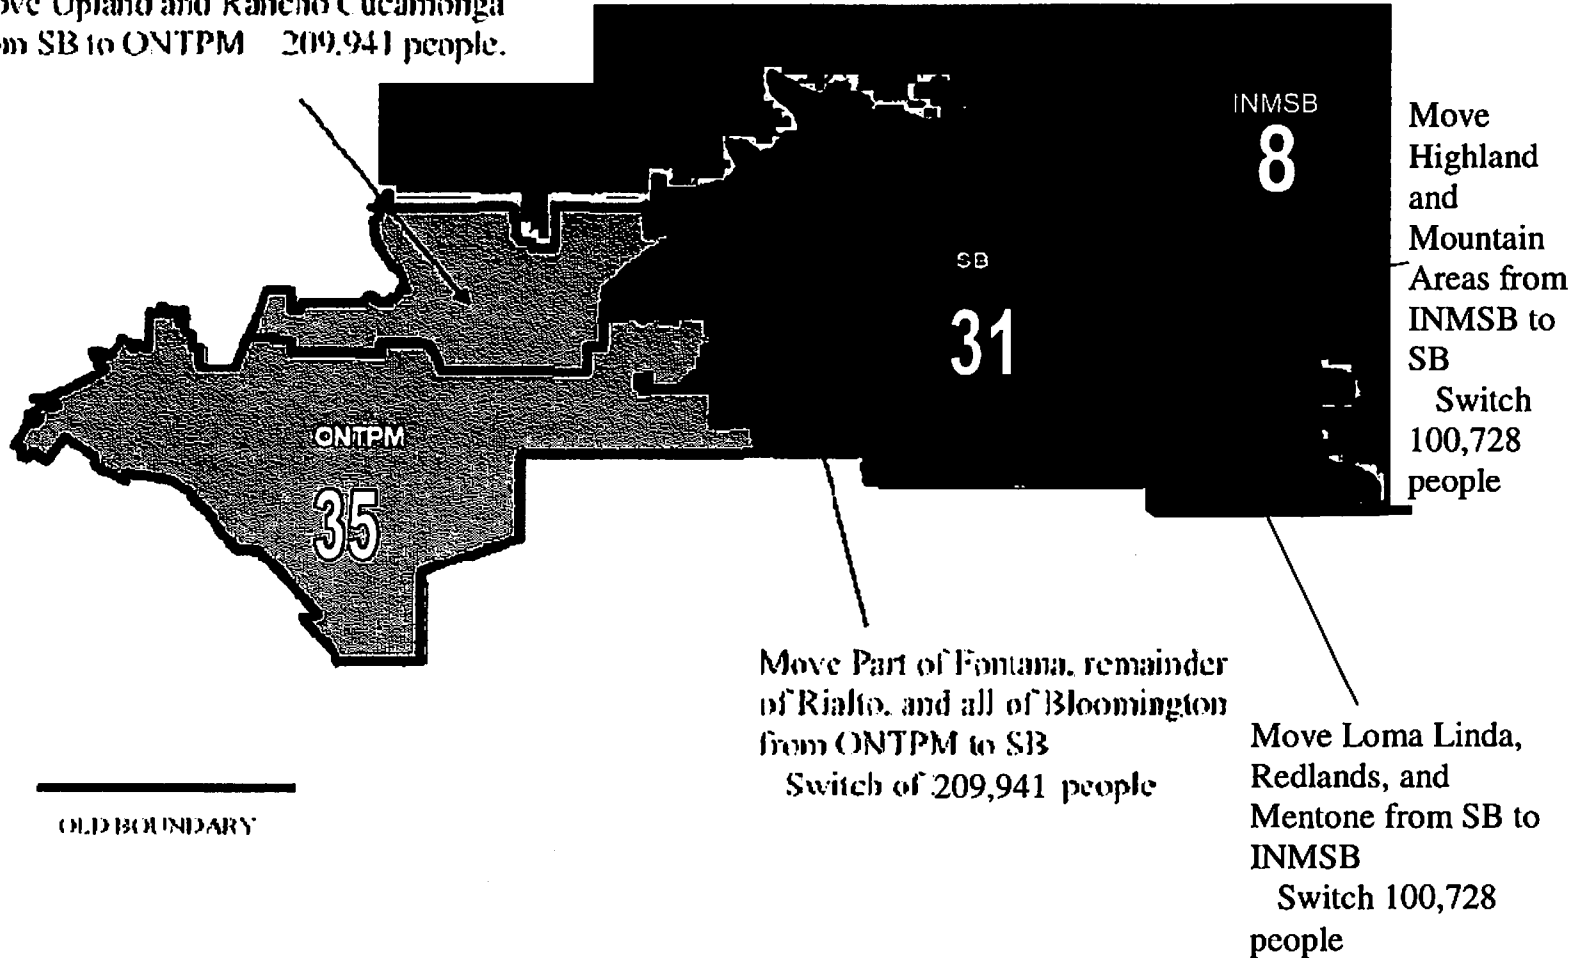 Upland and Rancho Cucamonga
SB to ONTPM 209,941 people.
INMSB
8
Move
Highland
and
Mountain
Areas from
INMSB to
SB
Switch
100,728
people
SB
31
ONTPM
35
Move Part of Fontana, remainder
of Rialto, and all of Bloomington
from ONTPM to SB
Switch of 209,941 people
Move Loma Linda,
Redlands, and
Mentone from SB to
INMSB
Switch 100,728
people
OLD BOUNDARY